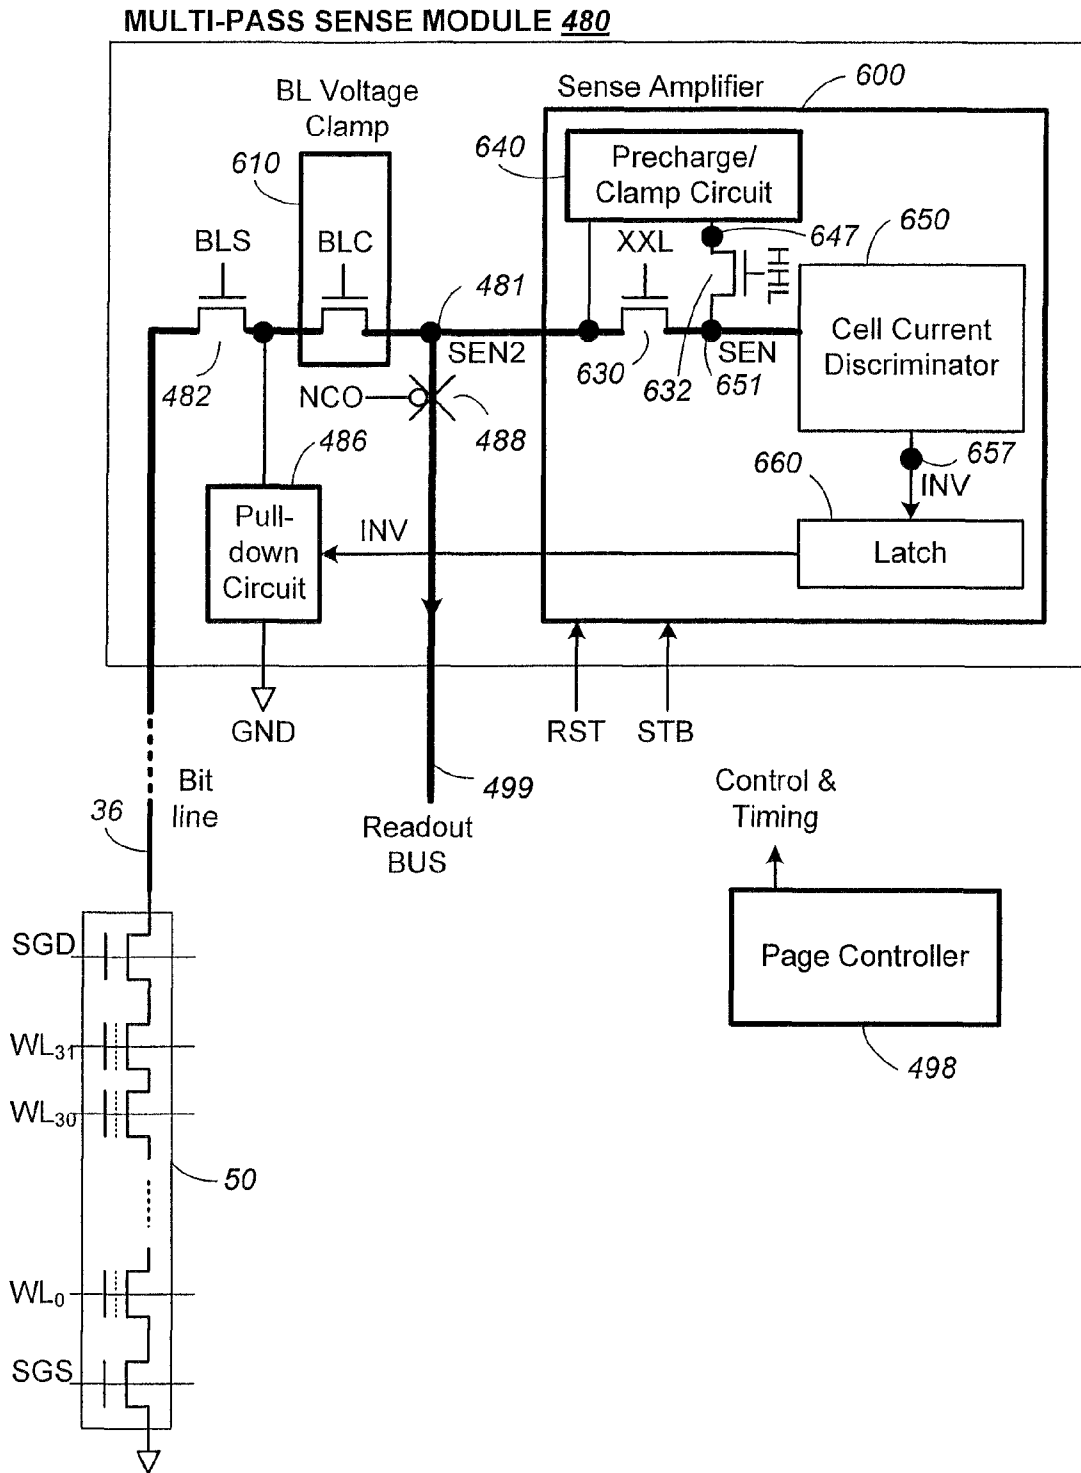 MULTI-PASS SENSE MODULE 480
Sense Amplifier
600
BL Voltage
Clamp
610
640
Precharge/
Clamp Circuit
647
650
BLS
BLC
XXL
HHL
481
SEN2
SEN
482
630
632
651
Cell Current
Discriminator
NCO
488
486
657
INV
660
Pull-
down
Circuit
INV
Latch
GND
RST
STB
499
Bit
line
36
Readout
BUS
Control &
Timing
Page Controller
498
SGD
WL31
WL30
50
WL0
SGS